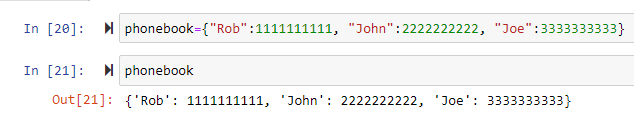 In [20]: phonebook={"Rob":1111111111, "John":2222222222, "Joe":3333333333}
In [21]: phonebook
Out[21]: {'Rob': 1111111111, 'John': 2222222222, 'Joe': 3333333333}